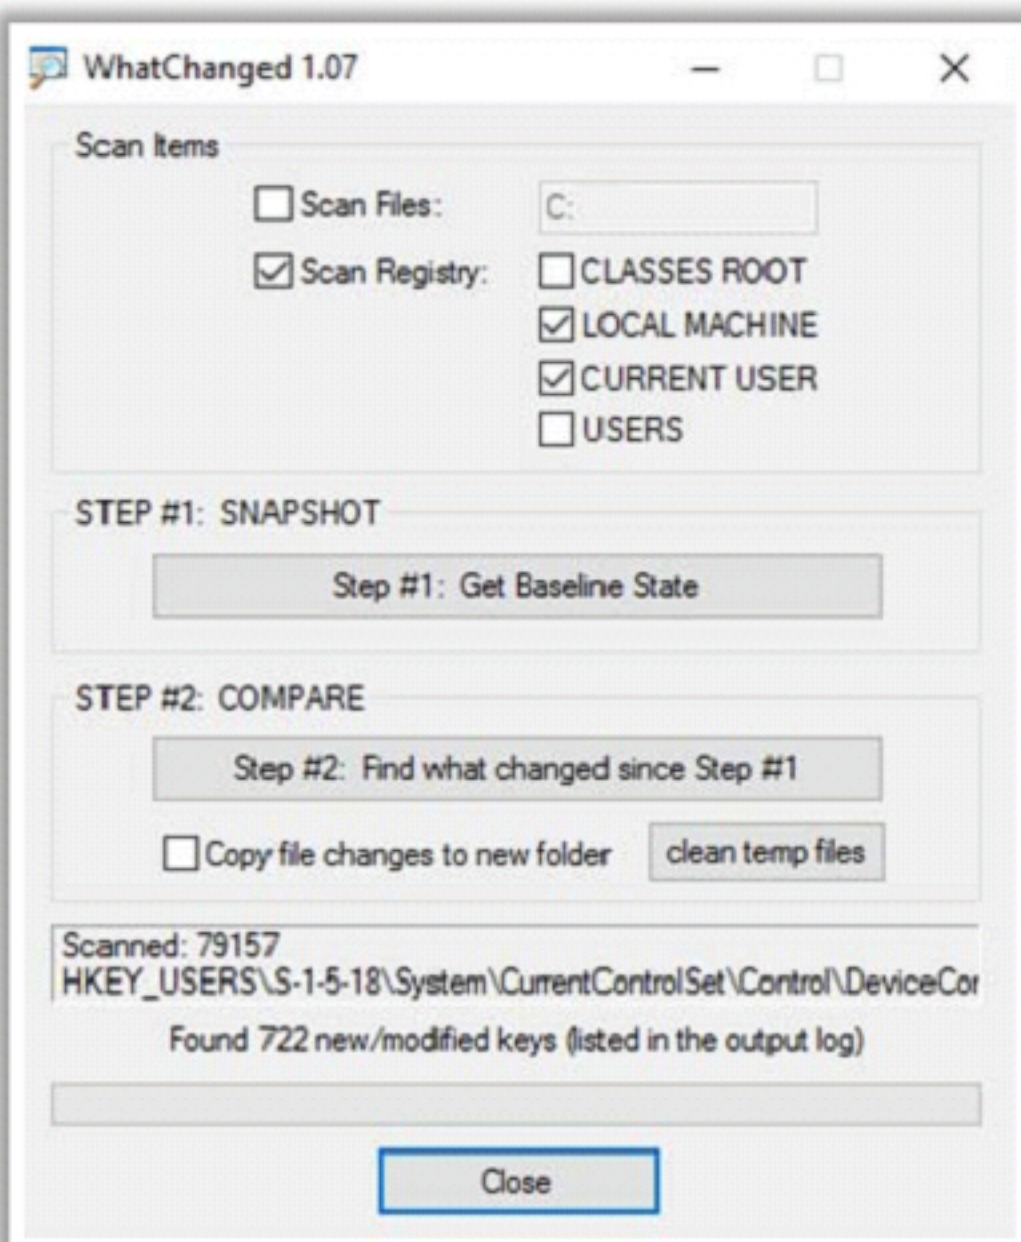 WhatChanged 1.07
Scan Items
Scan Files: C:
Scan Registry: CLASSES ROOT
LOCAL MACHINE
CURRENT USER
USERS
STEP #1: SNAPSHOT
Step #1: Get Baseline State
STEP #2: COMPARE
Step #2: Find what changed since Step #1
Copy file changes to new folder clean temp files
Scanned: 79157
HKEY_USERS\S-1-5-18\System\CurrentControlSet\Control\DeviceCor
Found 722 new/modified keys (listed in the output log)
Close